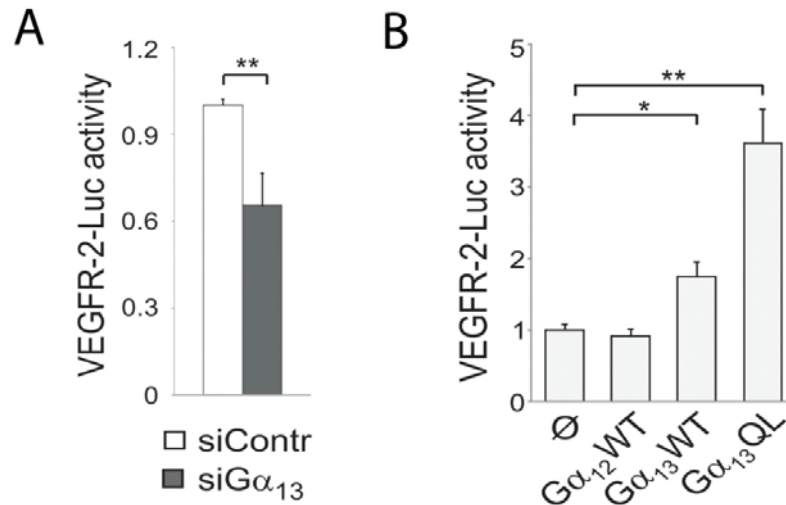 A
VEGFR-2-Luc activity
1.2
0.9
0.6
0.3
0
**
siContr
siGα₁₃
B
VEGFR-2-Luc activity
5
4
3
2
1
0
**
*
Ø
Gα₁₂WT
Gα₁₃WT
Gα₁₃QL